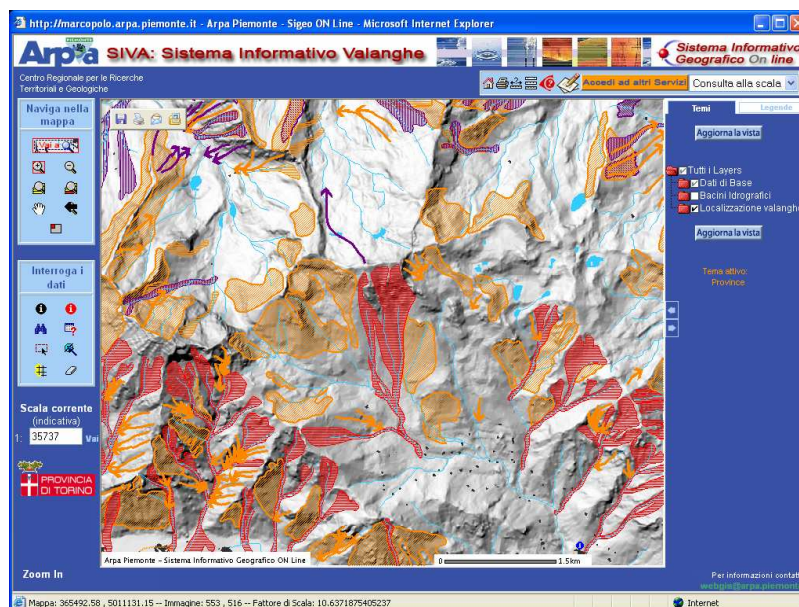 http://marcopolo.arpa.piemonte.it - Arpa Piemonte - Sigeo ON Line - Microsoft Internet Explorer
Arpa
PIEMONTE
SIVA: Sistema Informativo Valanghe
Sistema Informativo
Geografico On line
Centro Regionale per le Ricerche
Territoriali e Geologiche
Accedi ad altri Servizi
Consulta alla scala
Naviga nella
mappa
Vai a
Interroga i
dati
Scala corrente
(indicativa)
1: 35737 Vai
PROVINCIA
DI TORINO
Zoom In
Temi
Legende
Aggiorna la vista
Tutti i Layers
Dati di Base
Bacini Idrografici
Localizzazione valanghe
Aggiorna la vista
Tema attivo:
Province
Arpa Piemonte - Sistema Informativo Geografico ON Line
0 1.5km
Per informazioni contatt
webgis@arpa.piemont
Mappa: 365492.58 , 5011131.15 -- Immagine: 553 , 516 -- Fattore di Scala: 10.6371875405237
Internet